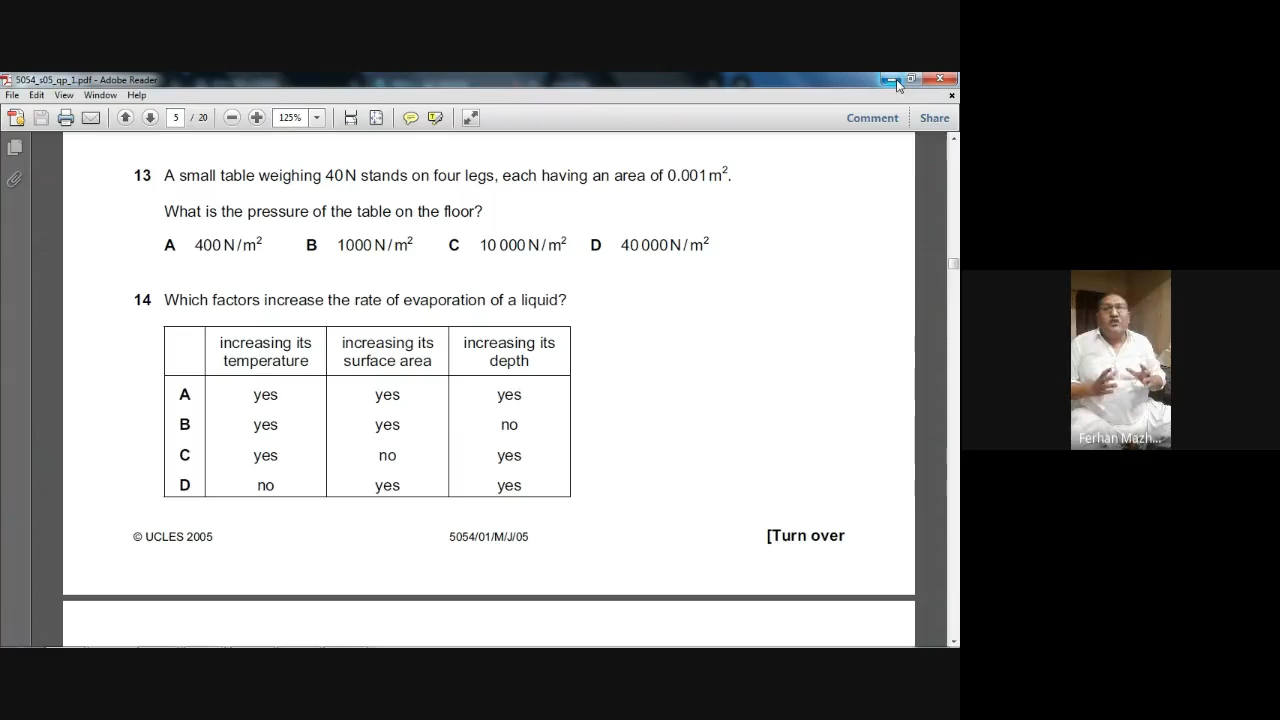 5054_s05_qp_1.pdf - Adobe Reader
File Edit View Window Help
5 / 20 125% Comment Share
13 A small table weighing 40 N stands on four legs, each having an area of 0.001 m².
What is the pressure of the table on the floor?
A 400 N / m² B 1000 N / m² C 10 000 N / m² D 40 000 N / m²
14 Which factors increase the rate of evaporation of a liquid?
increasing its temperature increasing its surface area increasing its depth
A yes yes yes
B yes yes no
C yes no yes
D no yes yes
© UCLES 2005 5054/01/M/J/05 [Turn over
Ferhan Mazh...